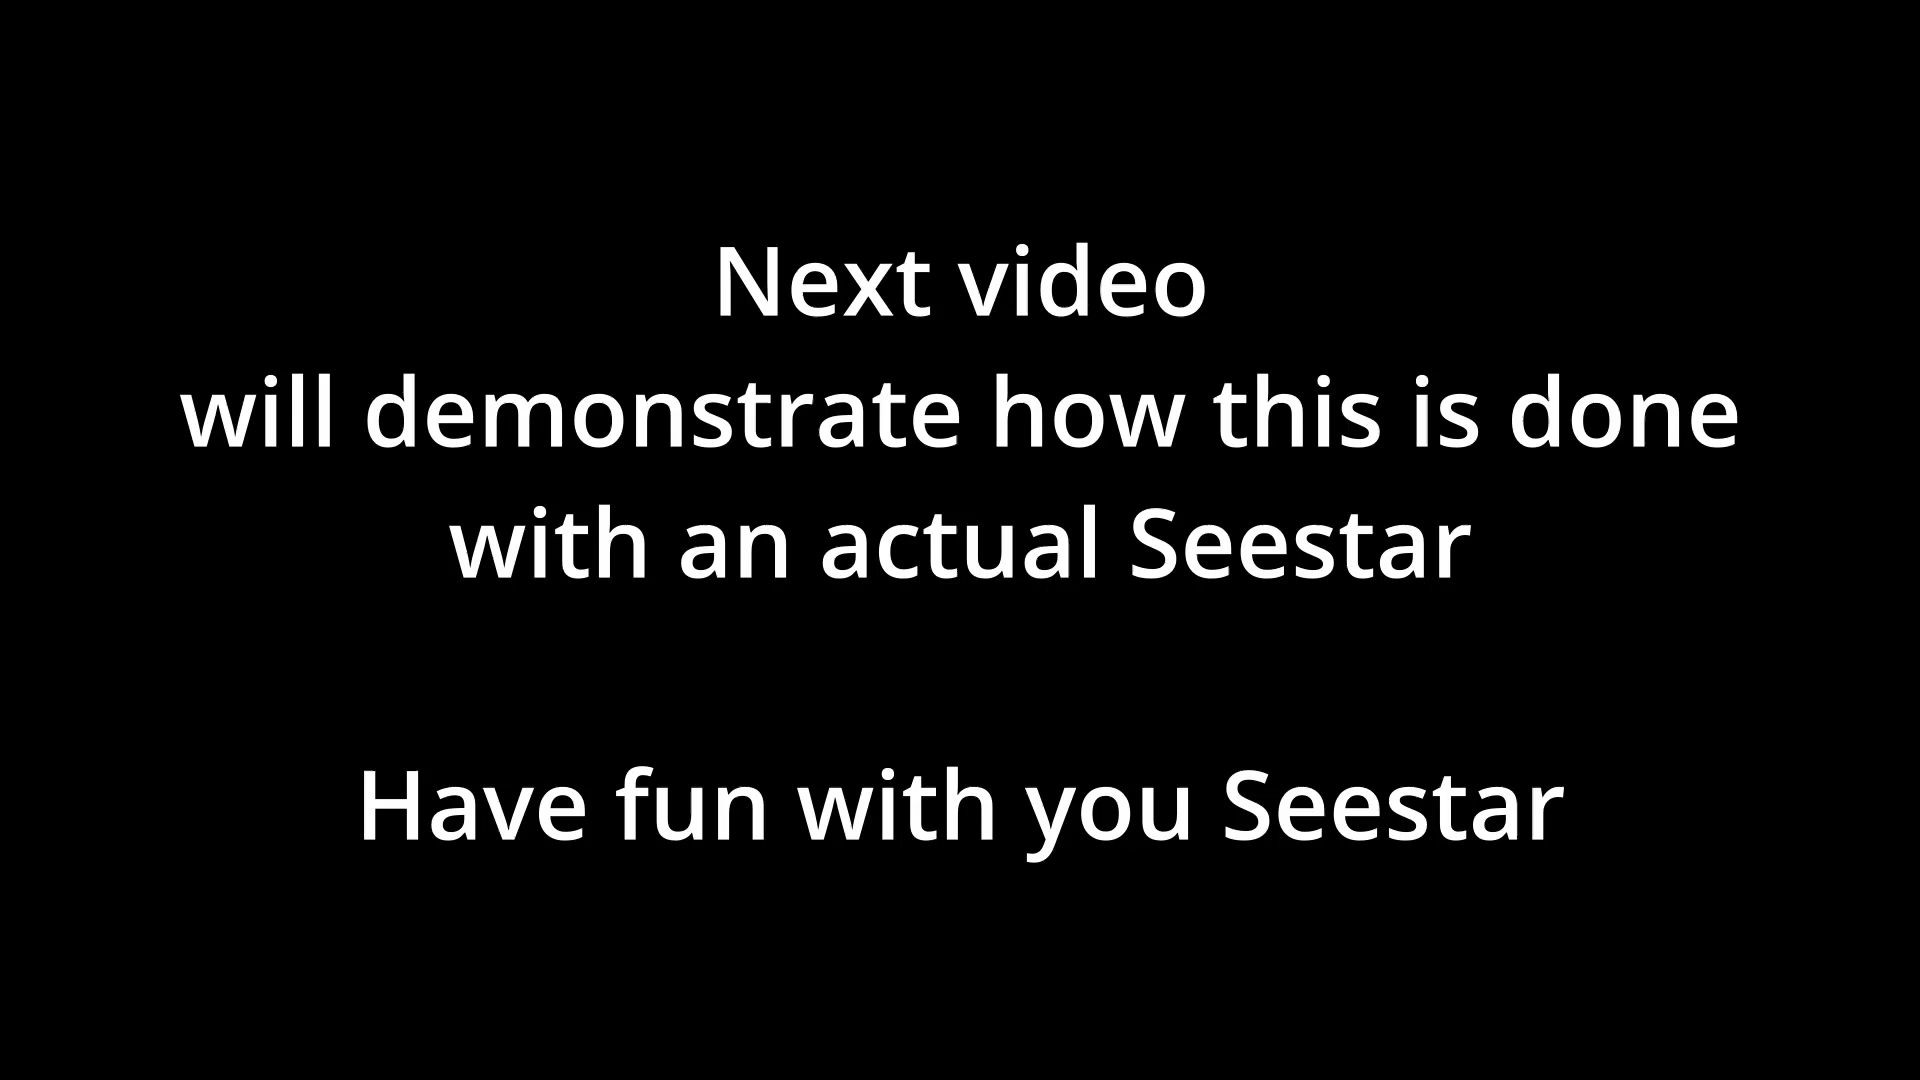 Next video
will demonstrate how this is done
with an actual Seestar
Have fun with you Seestar